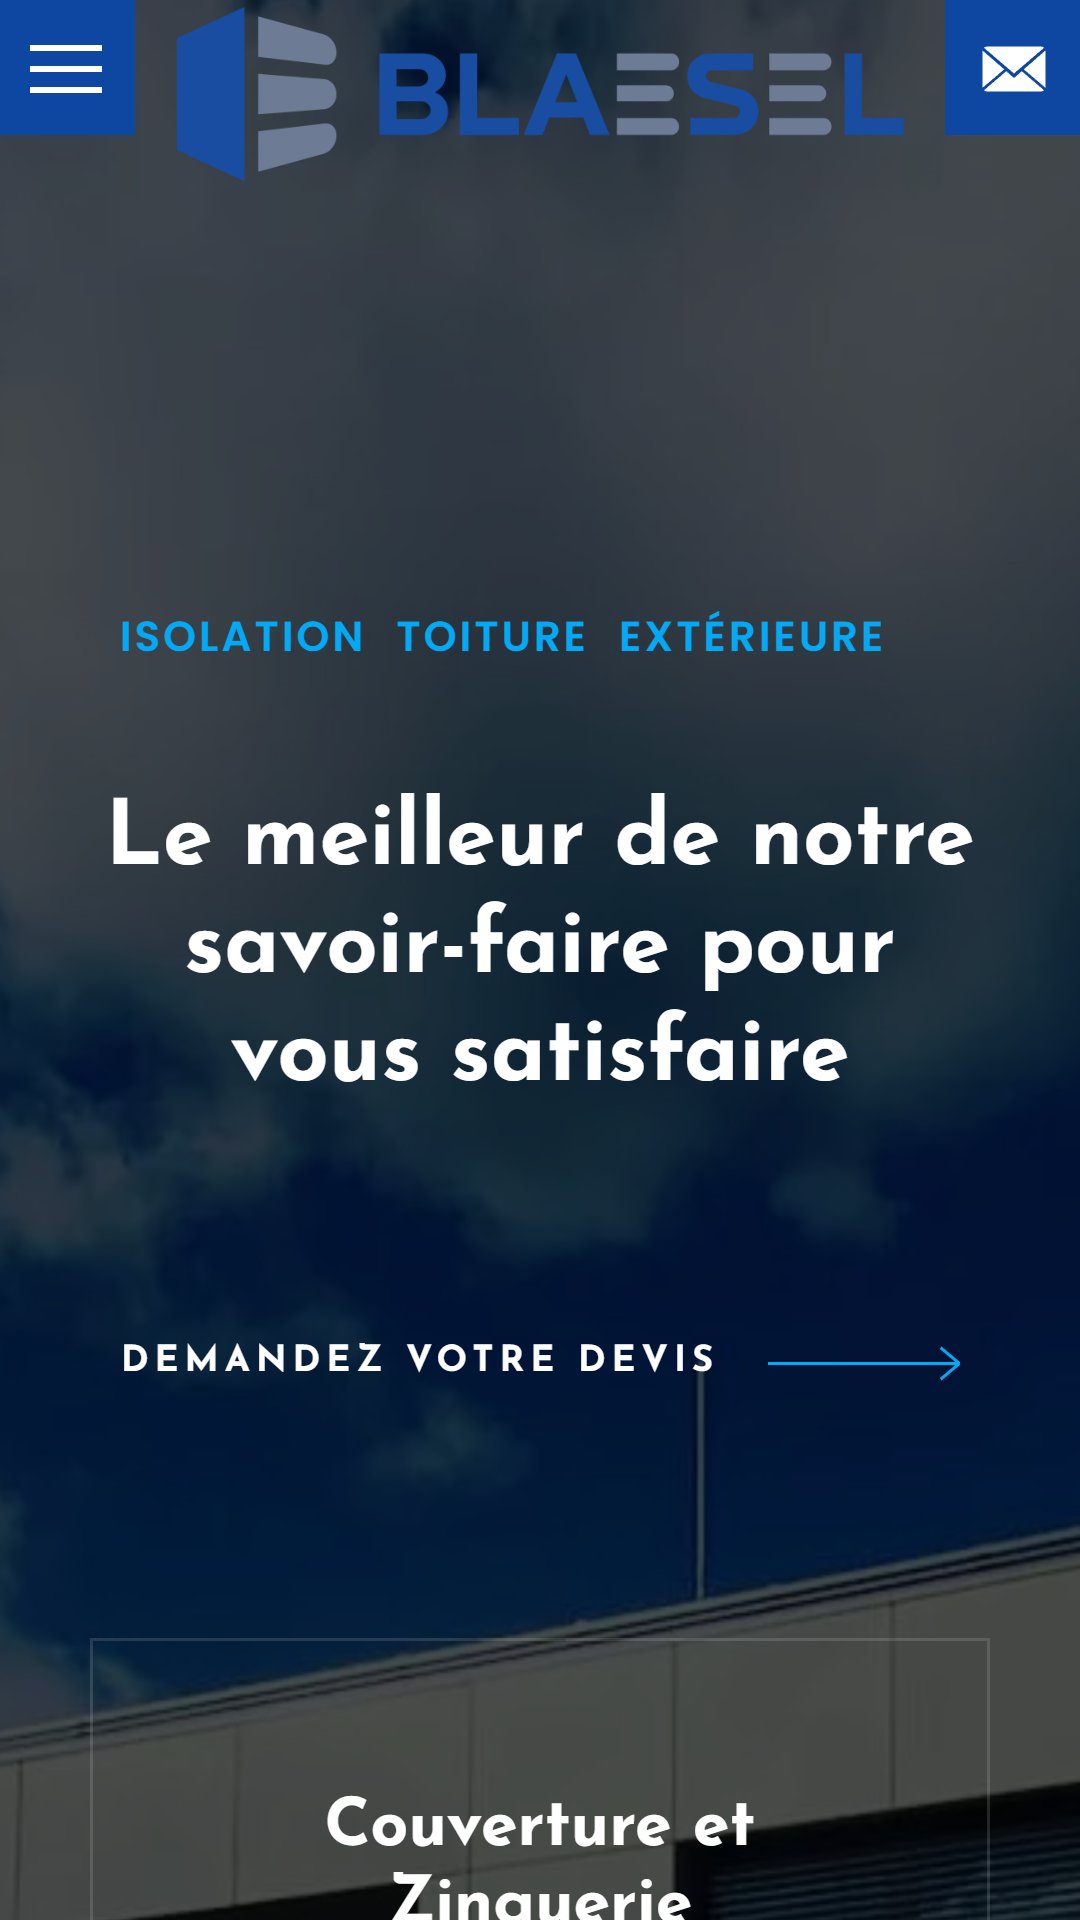 BLAESEL
ISOLATION TOITURE EXTÉRIEURE
Le meilleur de notre
savoir-faire pour
vous satisfaire
DEMANDEZ VOTRE DEVIS
Couverture et
Zinguerie